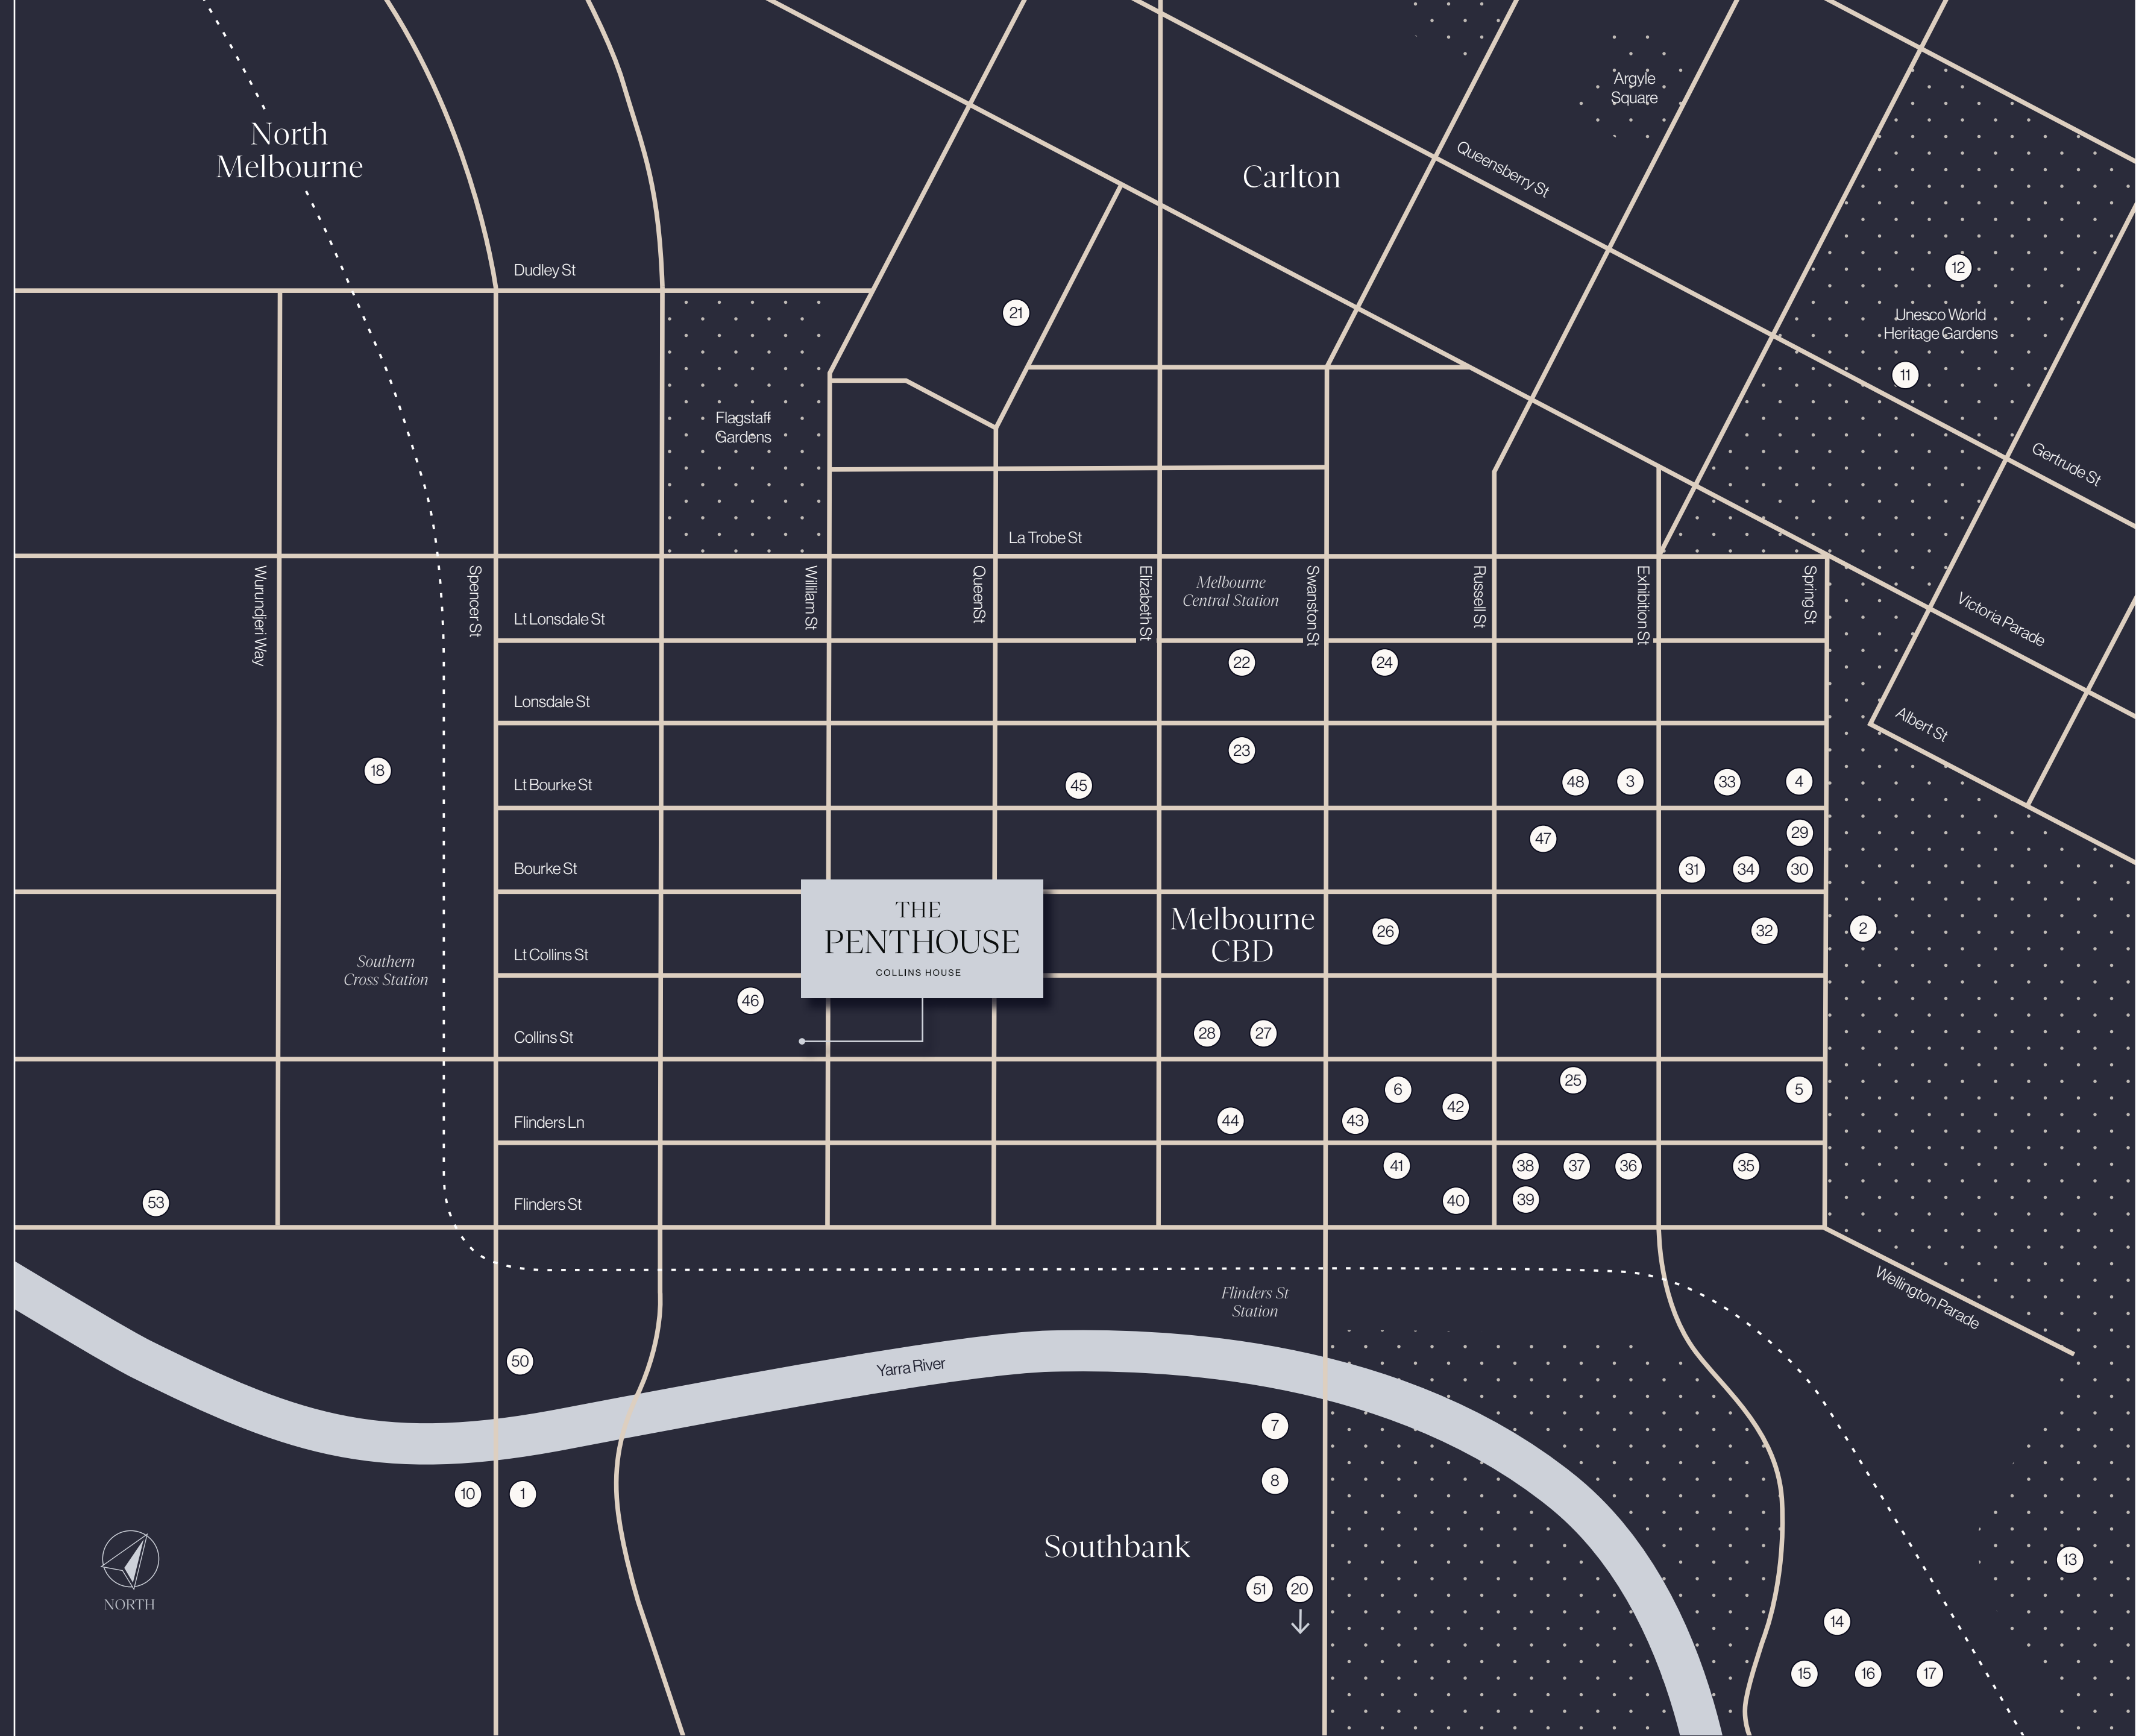 North
Melbourne
Argyle
Square
Carlton
Queensberry St
Dudley St
12
21
Unesco World
Heritage Gardens
11
Flagstaff
Gardens
Gertrude St
La Trobe St
Wurundjeri Way
Spencer St
William St
QueenSt
Elizabeth St
Melbourne
Central Station
Swanston St
Russell St
Exhibition St
Spring St
Victoria Parade
Lt Lonsdale St
22
24
Lonsdale St
Albert St
23
18
Lt Bourke St
45
48
3
33
4
47
29
Bourke St
31
34
30
THE
PENTHOUSE
COLLINS HOUSE
Melbourne
CBD
26
32
2
Lt Collins St
Southern
Cross Station
46
Collins St
28
27
25
6
5
42
Flinders Ln
44
43
41
38
37
36
35
53
Flinders St
40
39
Flinders St
Station
Wellington Parade
50
Yarra River
7
8
10
1
Southbank
13
51
20
NORTH
14
15
16
17